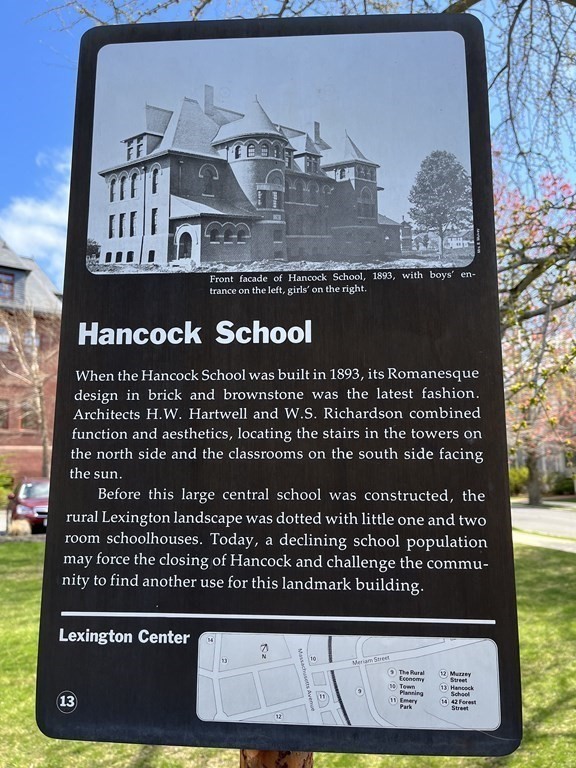 Front facade of Hancock School, 1893, with boys' en-
trance on the left, girls' on the right.
Hancock School
When the Hancock School was built in 1893, its Romanesque
design in brick and brownstone was the latest fashion.
Architects H.W. Hartwell and W.S. Richardson combined
function and aesthetics, locating the stairs in the towers on
the north side and the classrooms on the south side facing
the sun.
Before this large central school was constructed, the
rural Lexington landscape was dotted with little one and two
room schoolhouses. Today, a declining school population
may force the closing of Hancock and challenge the commu-
nity to find another use for this landmark building.
Lexington Center
13
14
13
N
Massachusetts Avenue
10
Meriam Street
9
11
12
9 The Rural
Economy
10 Town
Planning
11 Emery
Park
12 Muzzey
Street
13 Hancock
School
14 42 Forest
Street